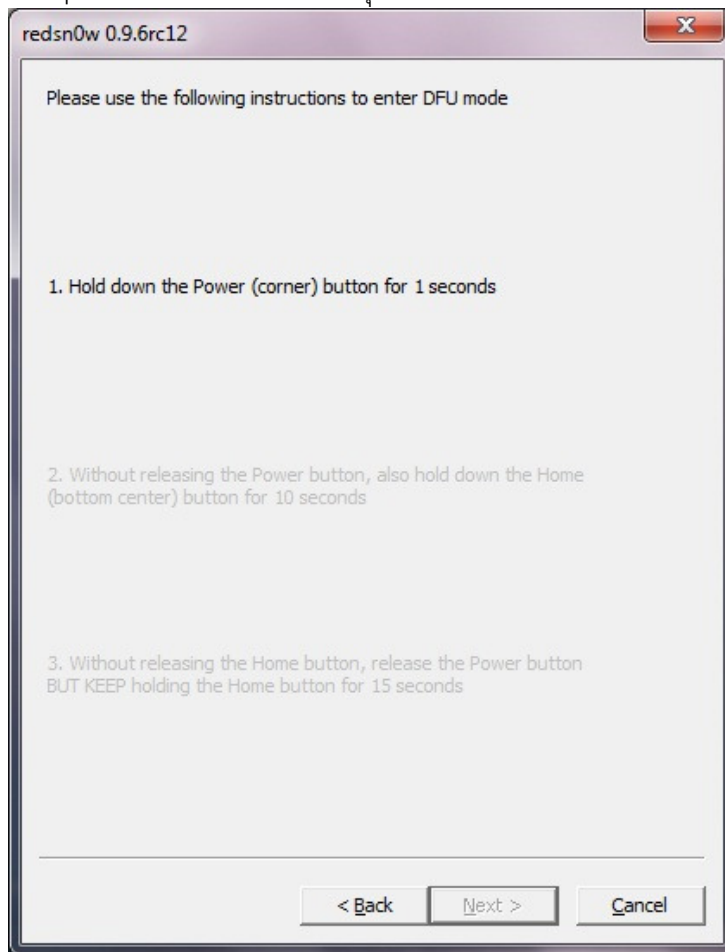 redsn0w 0.9.6rc12
Please use the following instructions to enter DFU mode
1. Hold down the Power (corner) button for 1 seconds
2. Without releasing the Power button, also hold down the Home
(bottom center) button for 10 seconds
3. Without releasing the Home button, release the Power button
BUT KEEP holding the Home button for 15 seconds
< Back Next > Cancel